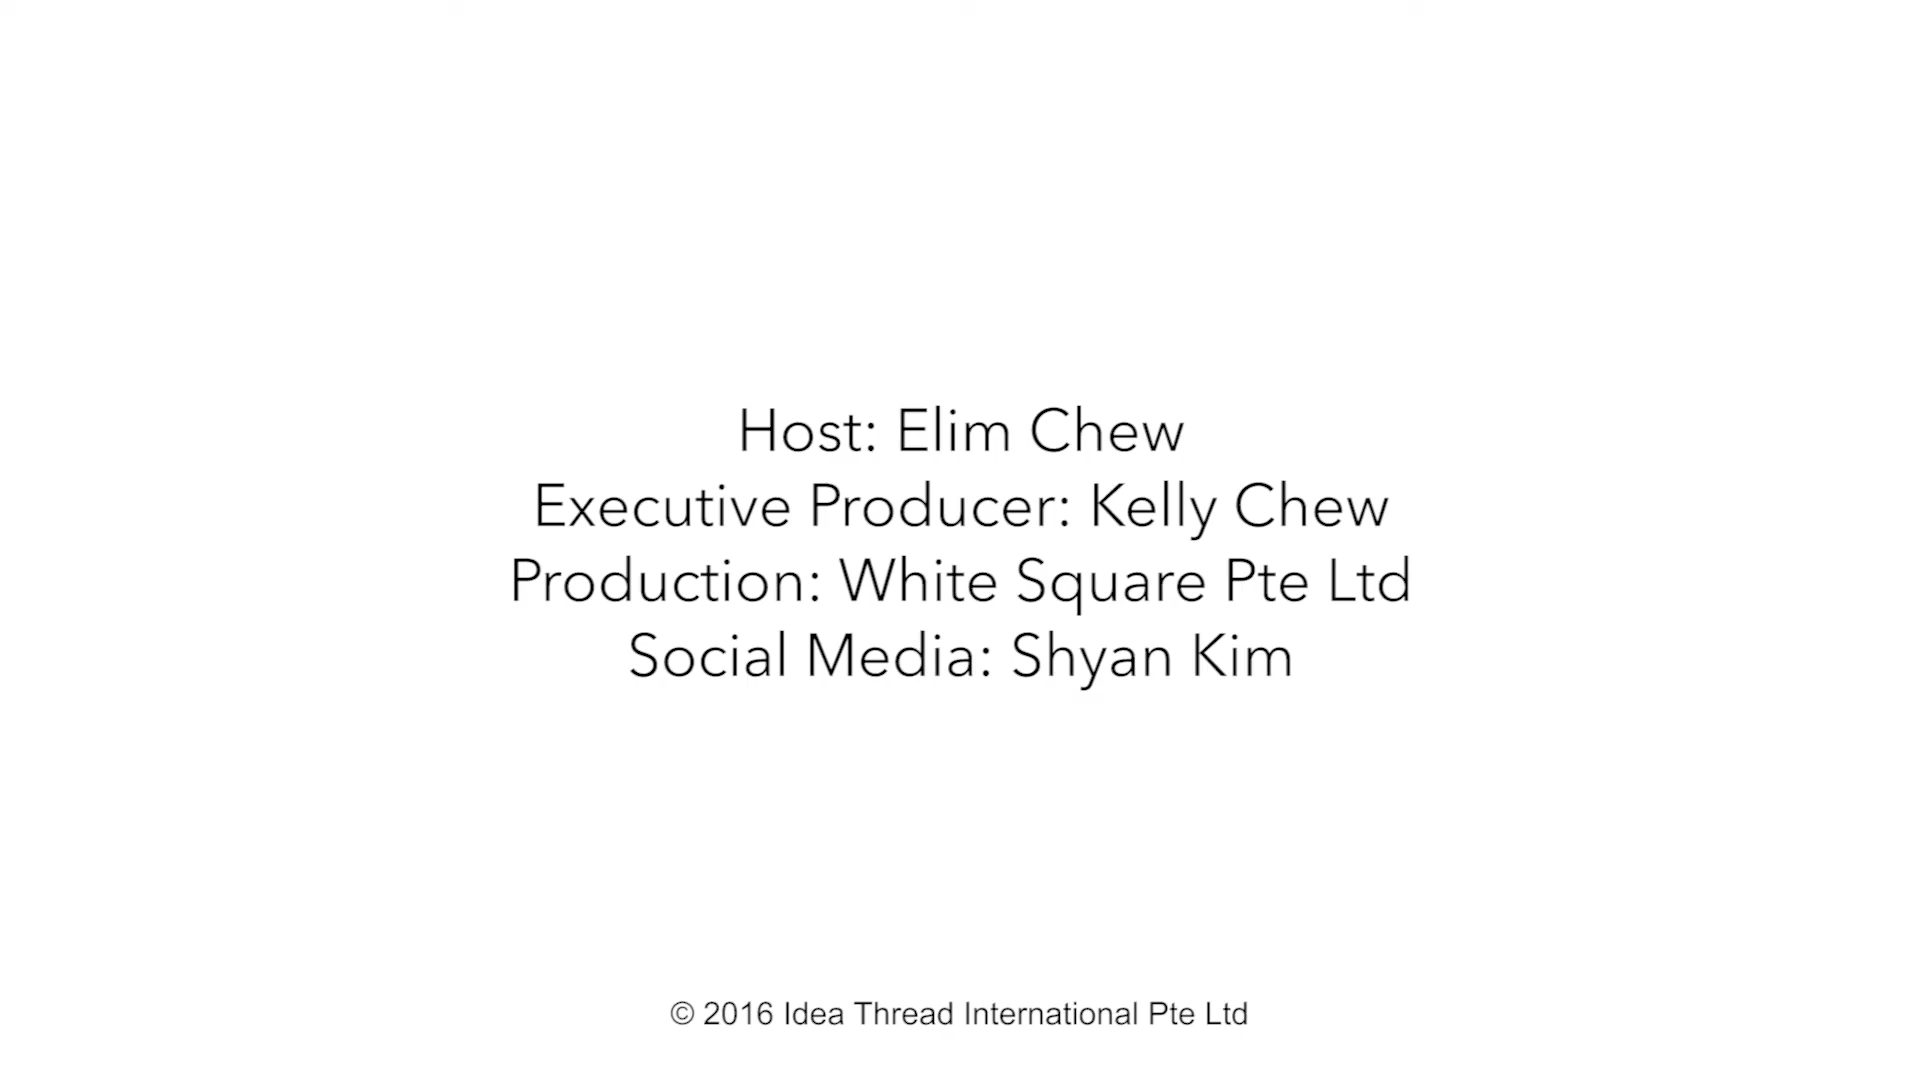 Host: Elim Chew
Executive Producer: Kelly Chew
Production: White Square Pte Ltd
Social Media: Shyan Kim
© 2016 Idea Thread International Pte Ltd